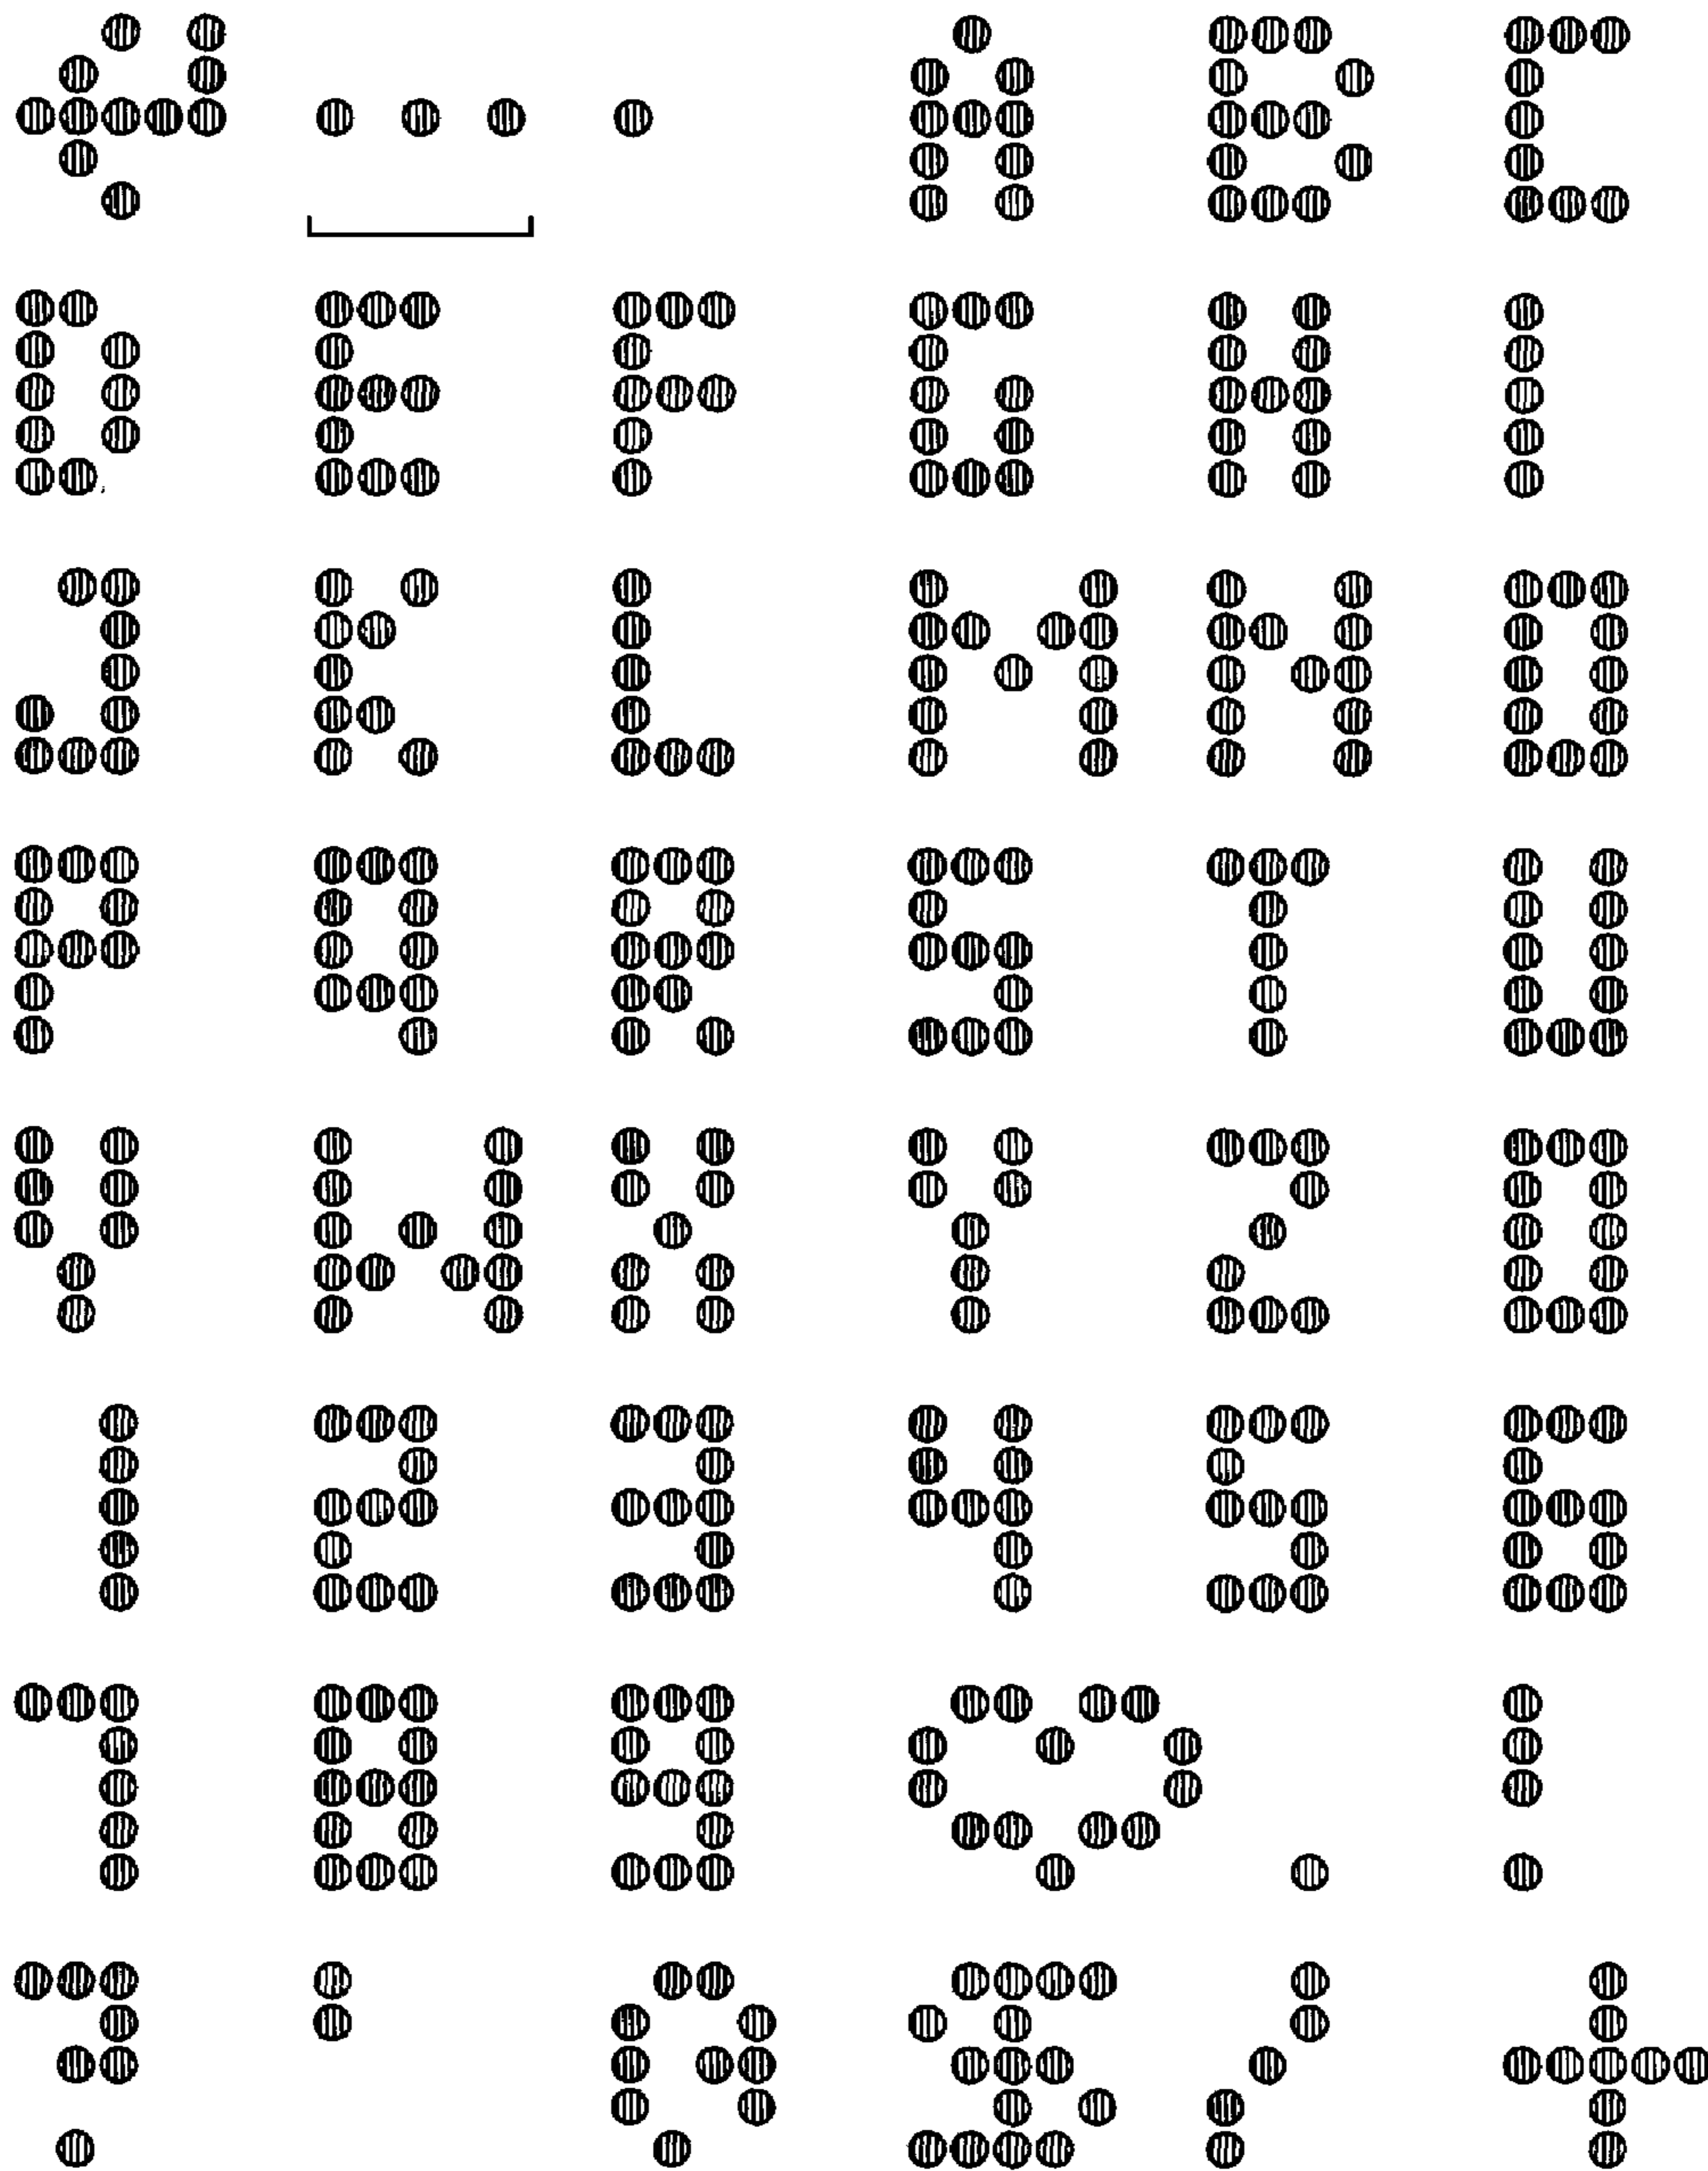 ↵ ␣ · A B C
D E F G H I
J K L M N O
P Q R S T U
V W X Y Z 0
1 2 3 4 5 6
7 8 9 ♡ . !
? ' @ $ / +